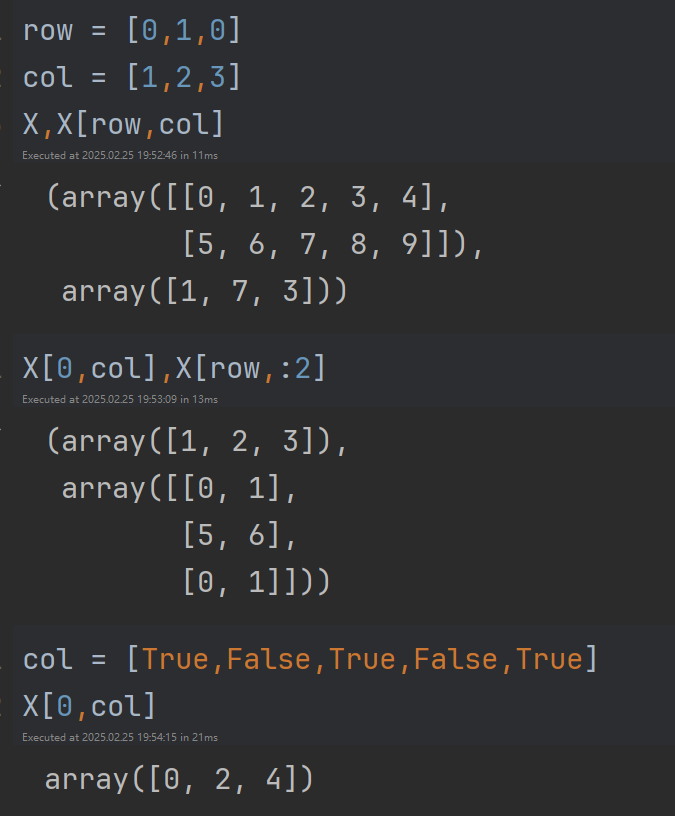 row = [0,1,0]
col = [1,2,3]
X,X[row,col]
Executed at 2025.02.25 19:52:46 in 11ms
(array([[0, 1, 2, 3, 4],
[5, 6, 7, 8, 9]]),
array([1, 7, 3]))
X[0,col],X[row,:2]
Executed at 2025.02.25 19:53:09 in 13ms
(array([1, 2, 3]),
array([[0, 1],
[5, 6],
[0, 1]]))
col = [True,False,True,False,True]
X[0,col]
Executed at 2025.02.25 19:54:15 in 21ms
array([0, 2, 4])